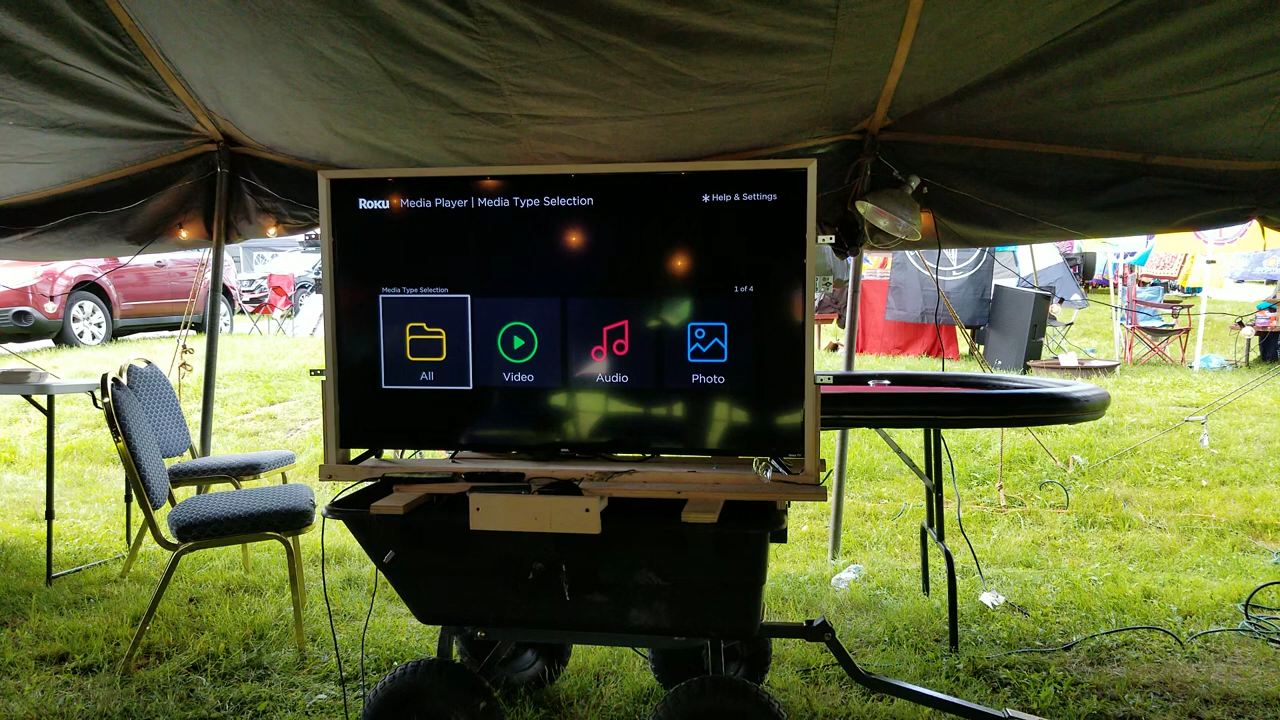 Roku Media Player | Media Type Selection
* Help & Settings
Media Type Selection
1 of 4
All
Video
Audio
Photo